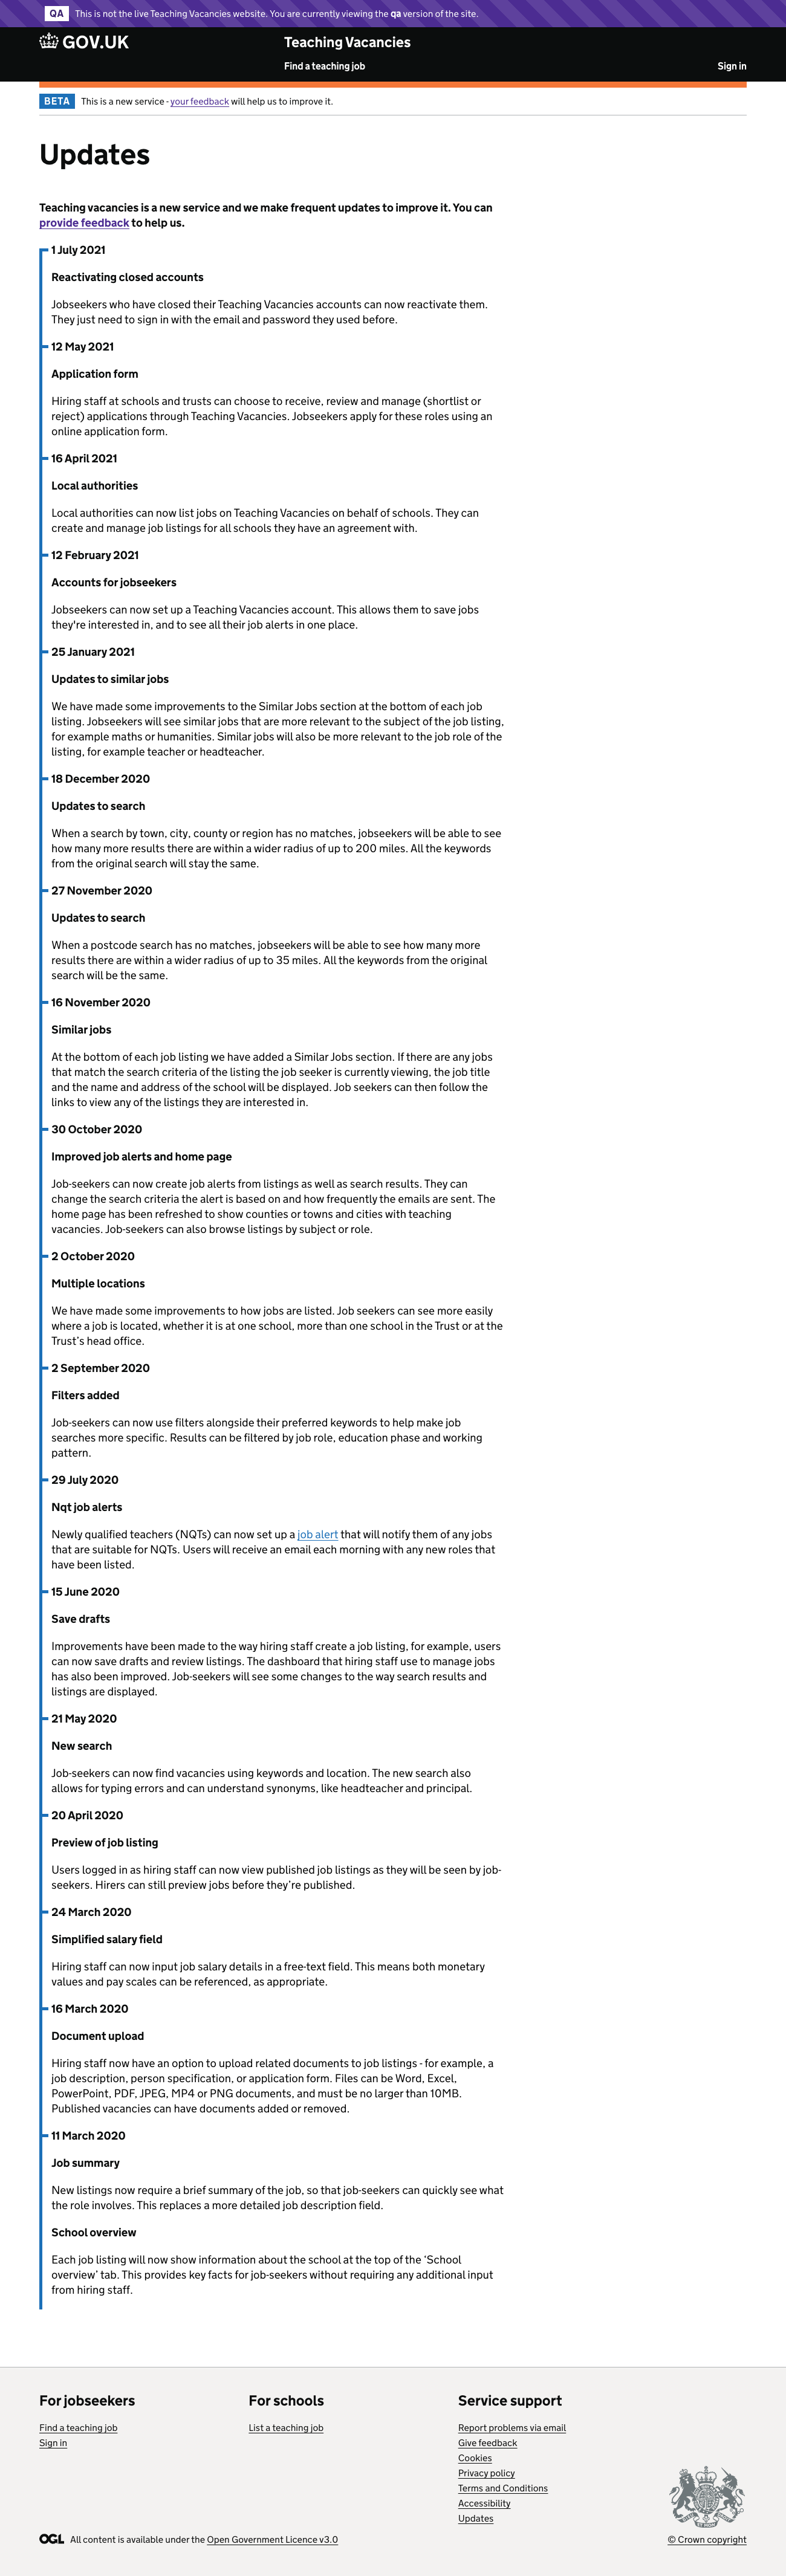 QA This is not the live Teaching Vacancies website. You are currently viewing the qa version of the site.
GOV.UK
Teaching Vacancies
Find a teaching job
Sign in
BETA This is a new service - your feedback will help us to improve it.
Updates
Teaching vacancies is a new service and we make frequent updates to improve it. You can
provide feedback to help us.
1 July 2021
Reactivating closed accounts
Jobseekers who have closed their Teaching Vacancies accounts can now reactivate them.
They just need to sign in with the email and password they used before.
12 May 2021
Application form
Hiring staff at schools and trusts can choose to receive, review and manage (shortlist or
reject) applications through Teaching Vacancies. Jobseekers apply for these roles using an
online application form.
16 April 2021
Local authorities
Local authorities can now list jobs on Teaching Vacancies on behalf of schools. They can
create and manage job listings for all schools they have an agreement with.
12 February 2021
Accounts for jobseekers
Jobseekers can now set up a Teaching Vacancies account. This allows them to save jobs
they're interested in, and to see all their job alerts in one place.
25 January 2021
Updates to similar jobs
We have made some improvements to the Similar Jobs section at the bottom of each job
listing. Jobseekers will see similar jobs that are more relevant to the subject of the job listing,
for example maths or humanities. Similar jobs will also be more relevant to the job role of the
listing, for example teacher or headteacher.
18 December 2020
Updates to search
When a search by town, city, county or region has no matches, jobseekers will be able to see
how many more results there are within a wider radius of up to 200 miles. All the keywords
from the original search will stay the same.
27 November 2020
Updates to search
When a postcode search has no matches, jobseekers will be able to see how many more
results there are within a wider radius of up to 35 miles. All the keywords from the original
search will be the same.
16 November 2020
Similar jobs
At the bottom of each job listing we have added a Similar Jobs section. If there are any jobs
that match the search criteria of the listing the job seeker is currently viewing, the job title
and the name and address of the school will be displayed. Job seekers can then follow the
links to view any of the listings they are interested in.
30 October 2020
Improved job alerts and home page
Job-seekers can now create job alerts from listings as well as search results. They can
change the search criteria the alert is based on and how frequently the emails are sent. The
home page has been refreshed to show counties or towns and cities with teaching
vacancies. Job-seekers can also browse listings by subject or role.
2 October 2020
Multiple locations
We have made some improvements to how jobs are listed. Job seekers can see more easily
where a job is located, whether it is at one school, more than one school in the Trust or at the
Trust’s head office.
2 September 2020
Filters added
Job-seekers can now use filters alongside their preferred keywords to help make job
searches more specific. Results can be filtered by job role, education phase and working
pattern.
29 July 2020
Nqt job alerts
Newly qualified teachers (NQTs) can now set up a job alert that will notify them of any jobs
that are suitable for NQTs. Users will receive an email each morning with any new roles that
have been listed.
15 June 2020
Save drafts
Improvements have been made to the way hiring staff create a job listing, for example, users
can now save drafts and review listings. The dashboard that hiring staff use to manage jobs
has also been improved. Job-seekers will see some changes to the way search results and
listings are displayed.
21 May 2020
New search
Job-seekers can now find vacancies using keywords and location. The new search also
allows for typing errors and can understand synonyms, like headteacher and principal.
20 April 2020
Preview of job listing
Users logged in as hiring staff can now view published job listings as they will be seen by job-
seekers. Hirers can still preview jobs before they’re published.
24 March 2020
Simplified salary field
Hiring staff can now input job salary details in a free-text field. This means both monetary
values and pay scales can be referenced, as appropriate.
16 March 2020
Document upload
Hiring staff now have an option to upload related documents to job listings - for example, a
job description, person specification, or application form. Files can be Word, Excel,
PowerPoint, PDF, JPEG, MP4 or PNG documents, and must be no larger than 10MB.
Published vacancies can have documents added or removed.
11 March 2020
Job summary
New listings now require a brief summary of the job, so that job-seekers can quickly see what
the role involves. This replaces a more detailed job description field.
School overview
Each job listing will now show information about the school at the top of the ‘School
overview’ tab. This provides key facts for job-seekers without requiring any additional input
from hiring staff.
For jobseekers
Find a teaching job
Sign in
For schools
List a teaching job
Service support
Report problems via email
Give feedback
Cookies
Privacy policy
Terms and Conditions
Accessibility
Updates
OGL All content is available under the Open Government Licence v3.0
© Crown copyright